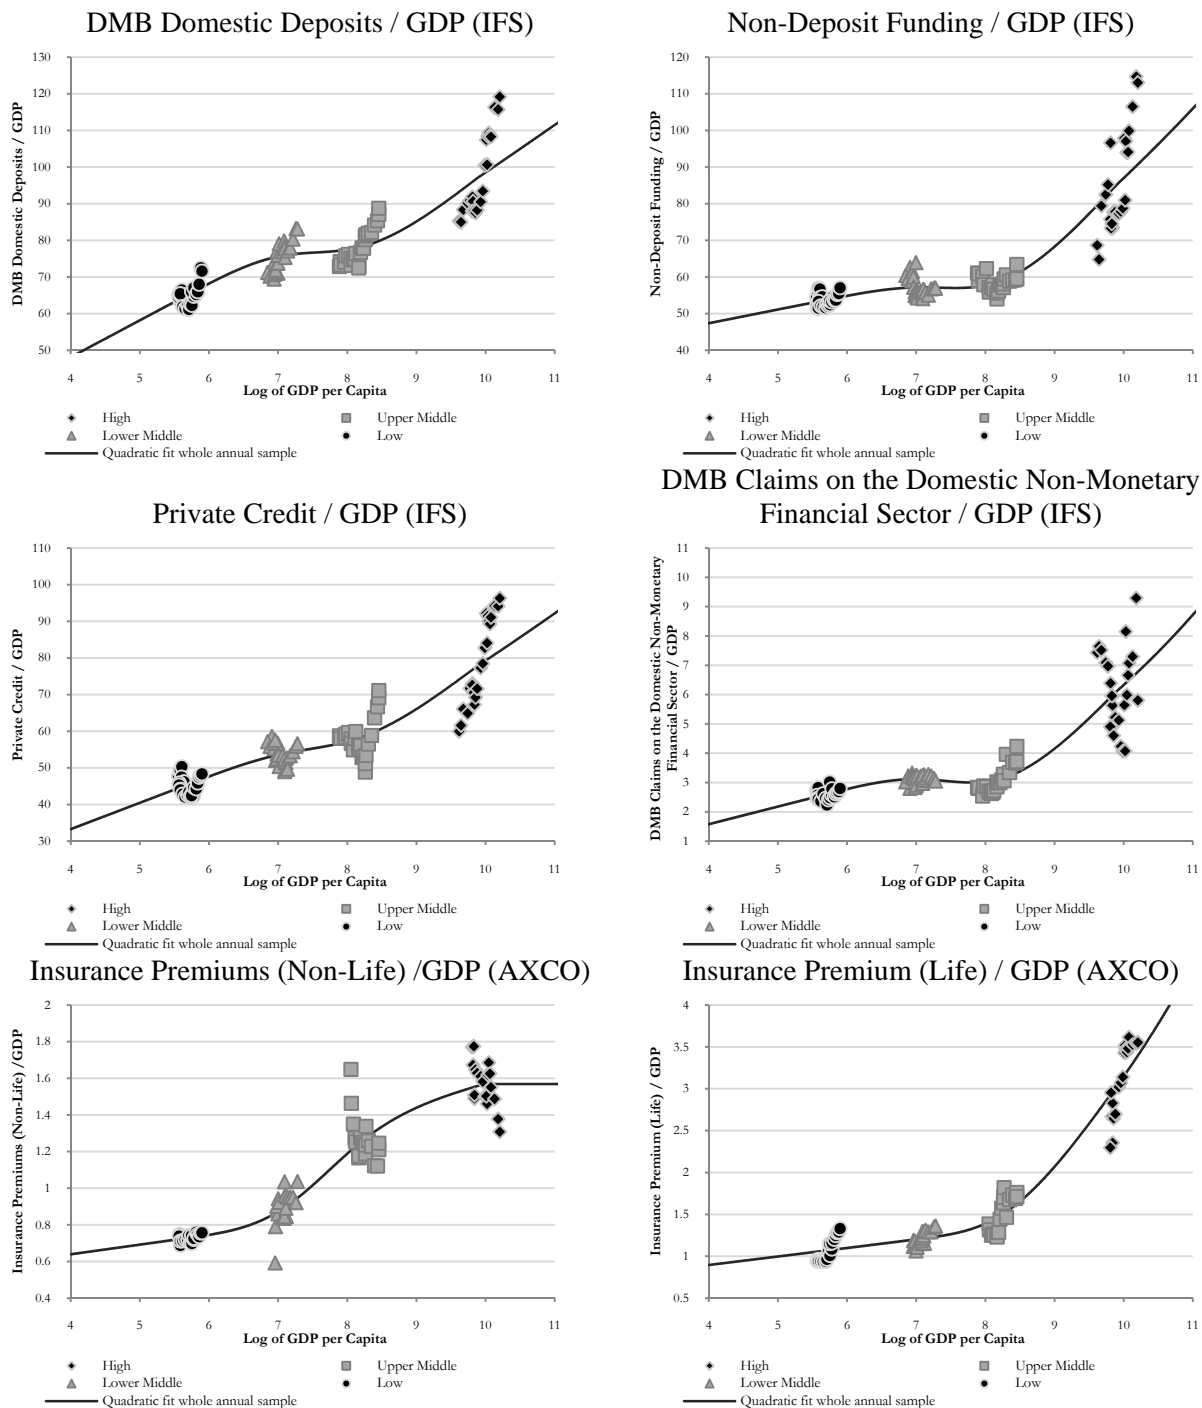 DMB Domestic Deposits / GDP (IFS)
130
120
110
100
90
80
70
60
50
DMB Domestic Deposits / GDP
4 5 6 7 8 9 10 11
Log of GDP per Capita
High Upper Middle
Lower Middle Low
Quadratic fit whole annual sample
Non-Deposit Funding / GDP (IFS)
120
110
100
90
80
70
60
50
40
Non-Deposit Funding / GDP
4 5 6 7 8 9 10 11
Log of GDP per Capita
High Upper Middle
Lower Middle Low
Quadratic fit whole annual sample
Private Credit / GDP (IFS)
110
100
90
80
70
60
50
40
30
Private Credit / GDP
4 5 6 7 8 9 10 11
Log of GDP per Capita
High Upper Middle
Lower Middle Low
Quadratic fit whole annual sample
DMB Claims on the Domestic Non-Monetary
Financial Sector / GDP (IFS)
11
10
9
8
7
6
5
4
3
2
1
DMB Claims on the Domestic Non-Monetary
Financial Sector / GDP
4 5 6 7 8 9 10 11
Log of GDP per Capita
High Upper Middle
Lower Middle Low
Quadratic fit whole annual sample
Insurance Premiums (Non-Life) /GDP (AXCO)
2
1.8
1.6
1.4
1.2
1
0.8
0.6
0.4
Insurance Premiums (Non-Life) /GDP
4 5 6 7 8 9 10 11
Log of GDP per Capita
High Upper Middle
Lower Middle Low
Quadratic fit whole annual sample
Insurance Premium (Life) / GDP (AXCO)
4
3.5
3
2.5
2
1.5
1
0.5
Insurance Premium (Life) / GDP
4 5 6 7 8 9 10 11
Log of GDP per Capita
High Upper Middle
Lower Middle Low
Quadratic fit whole annual sample